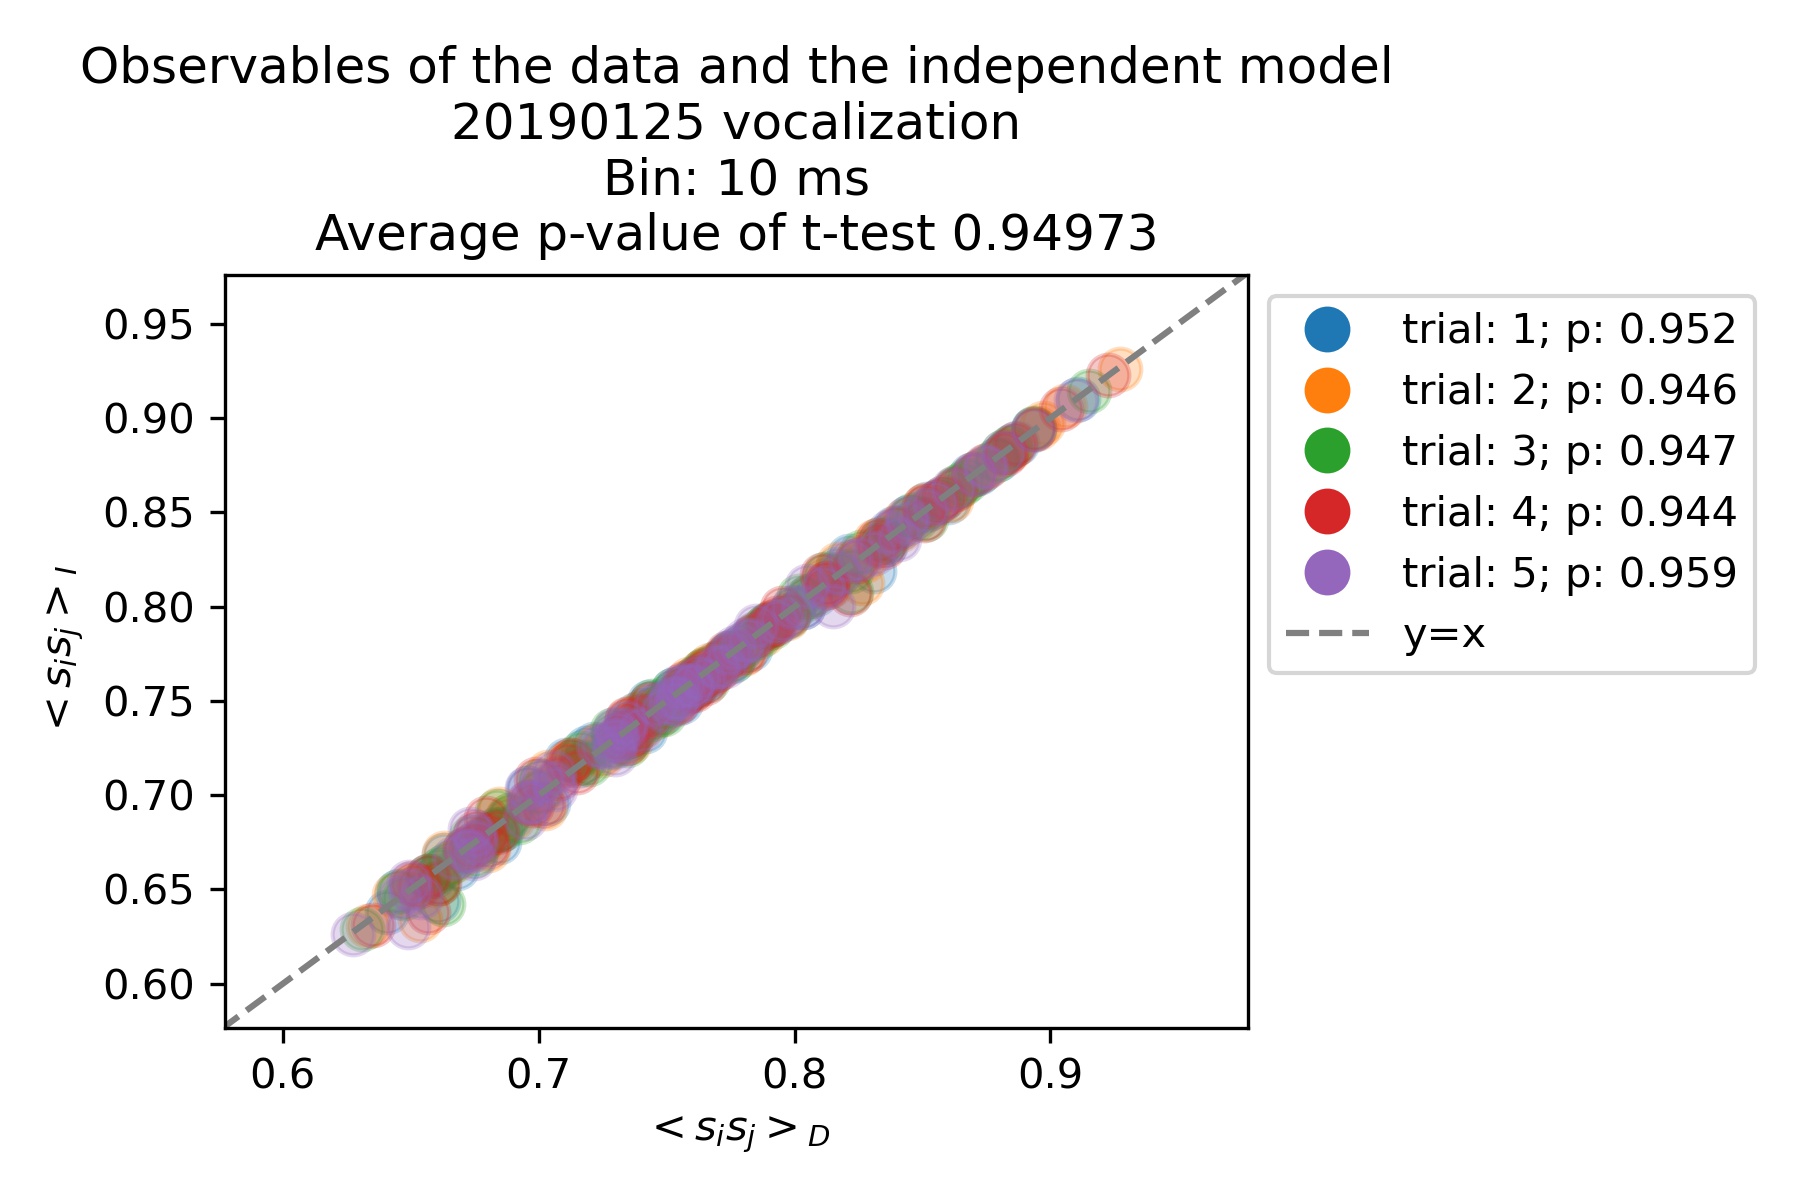 Observables of the data and the independent model
20190125 vocalization
Bin: 10 ms
Average p-value of t-test 0.94973
0.95
0.90
0.85
0.80
0.75
0.70
0.65
0.60
<s_i s_j>_I
0.6 0.7 0.8 0.9
<s_i s_j>_D
trial: 1; p: 0.952
trial: 2; p: 0.946
trial: 3; p: 0.947
trial: 4; p: 0.944
trial: 5; p: 0.959
y=x